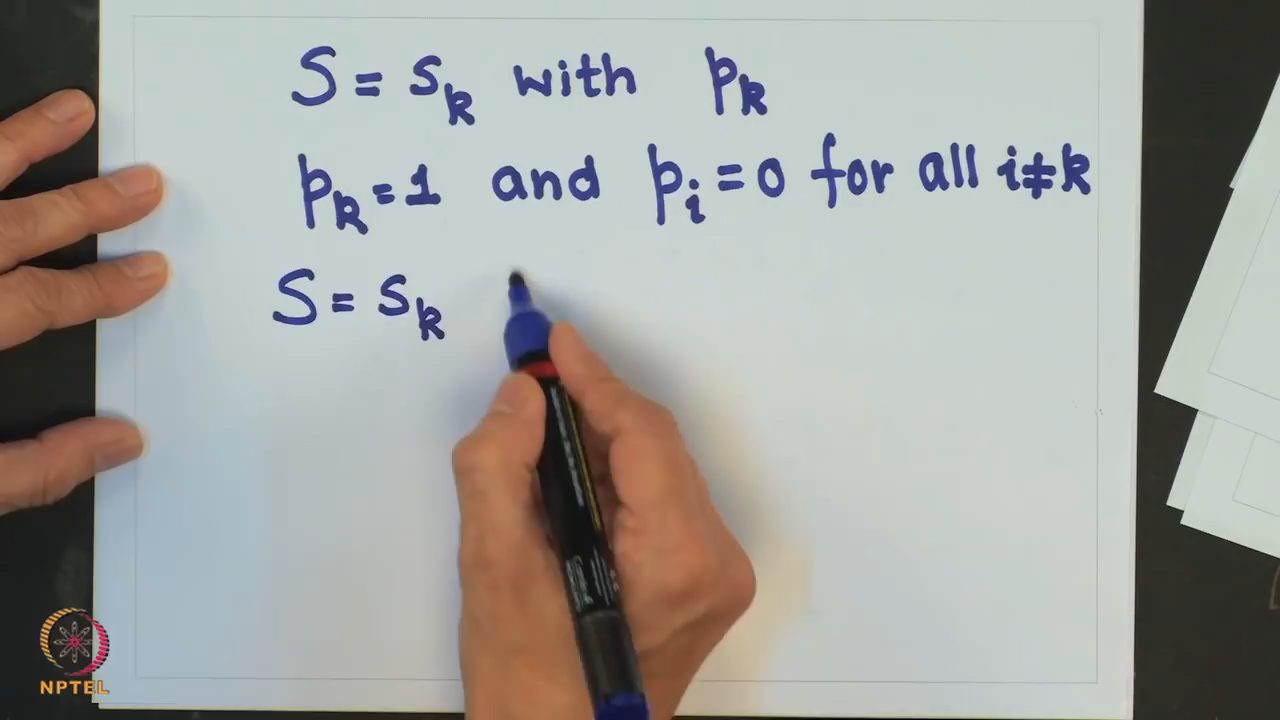 S = s_k with p_k
p_k = 1 and p_i = 0 for all i ≠ k
S = s_k
NPTEL